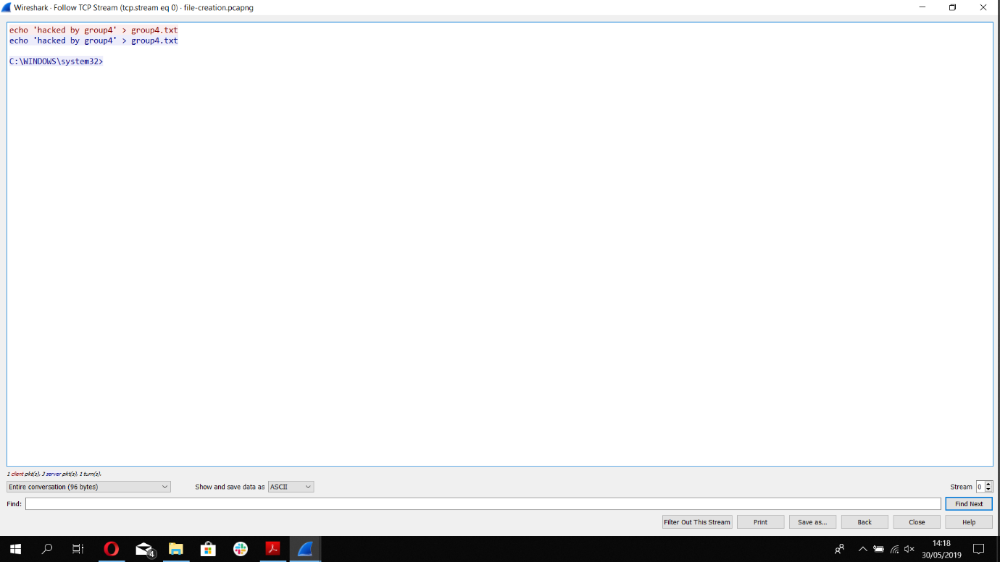 Wireshark · Follow TCP Stream (tcp.stream eq 0) · file-creation.pcapng
echo 'hacked by group4' > group4.txt
echo 'hacked by group4' > group4.txt
C:\WINDOWS\system32>
1 client pkt(s), 3 server pkt(s), 1 turn(s).
Entire conversation (96 bytes)
Show and save data as ASCII
Stream 0
Find:
Find Next
Filter Out This Stream
Print
Save as...
Back
Close
Help
4
14:18
30/05/2019